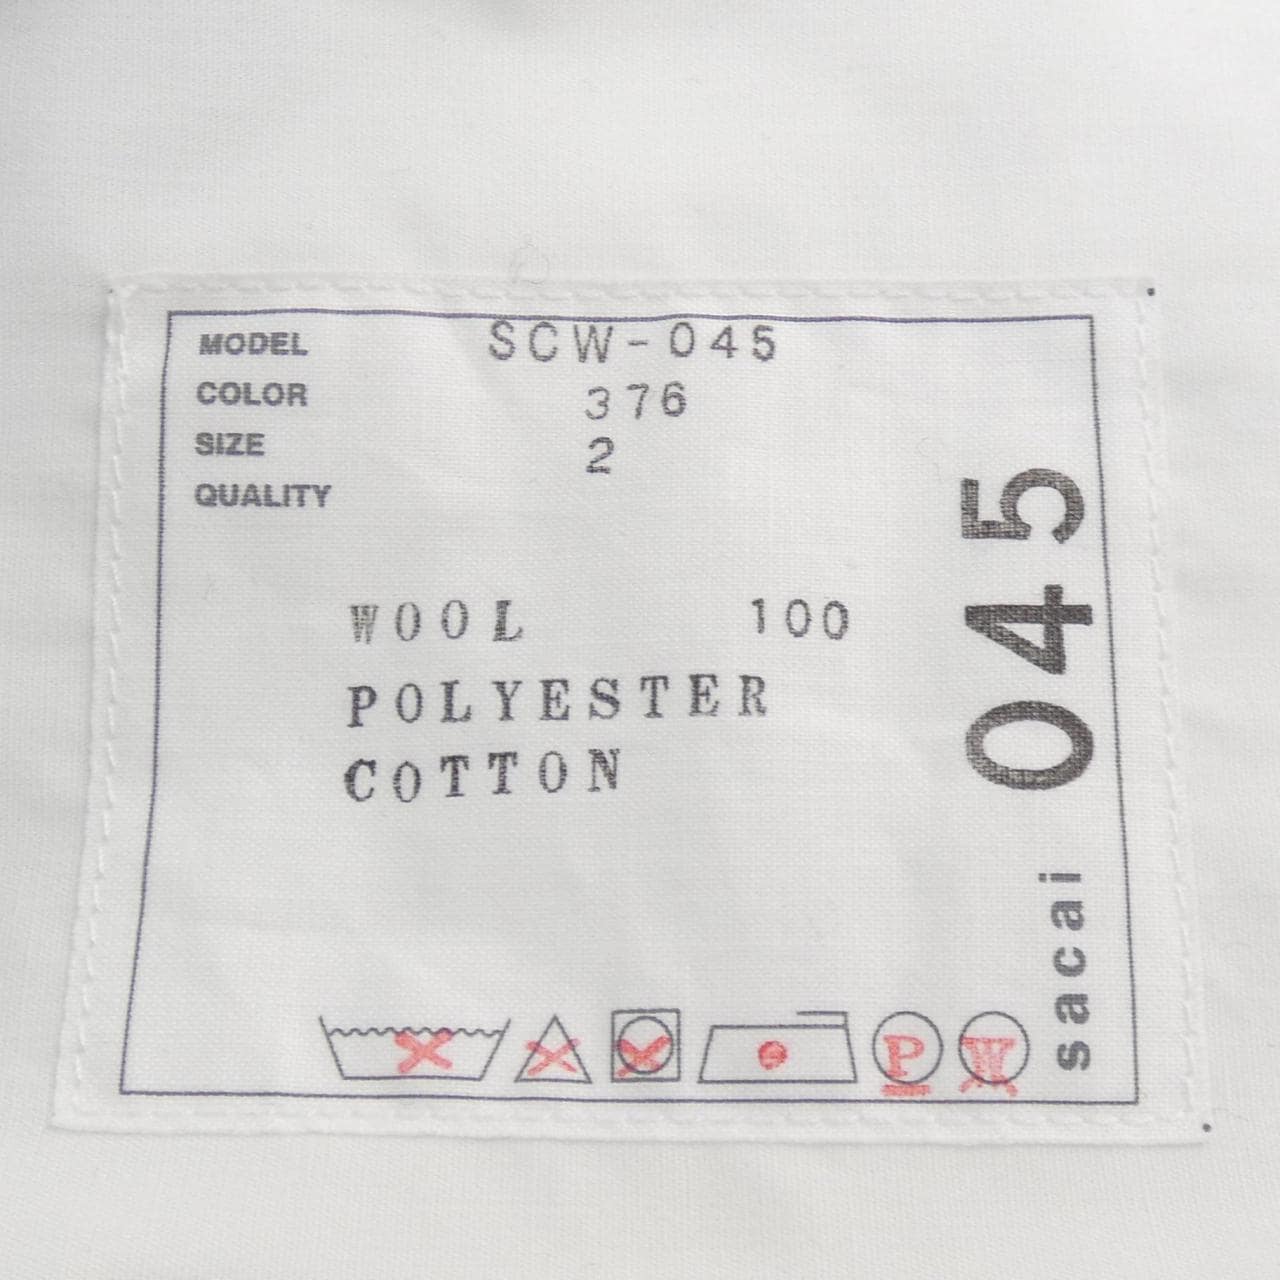 MODEL SCW-045
COLOR 376
SIZE 2
QUALITY
WOOL 100
POLYESTER
COTTON
P W
sacai 045